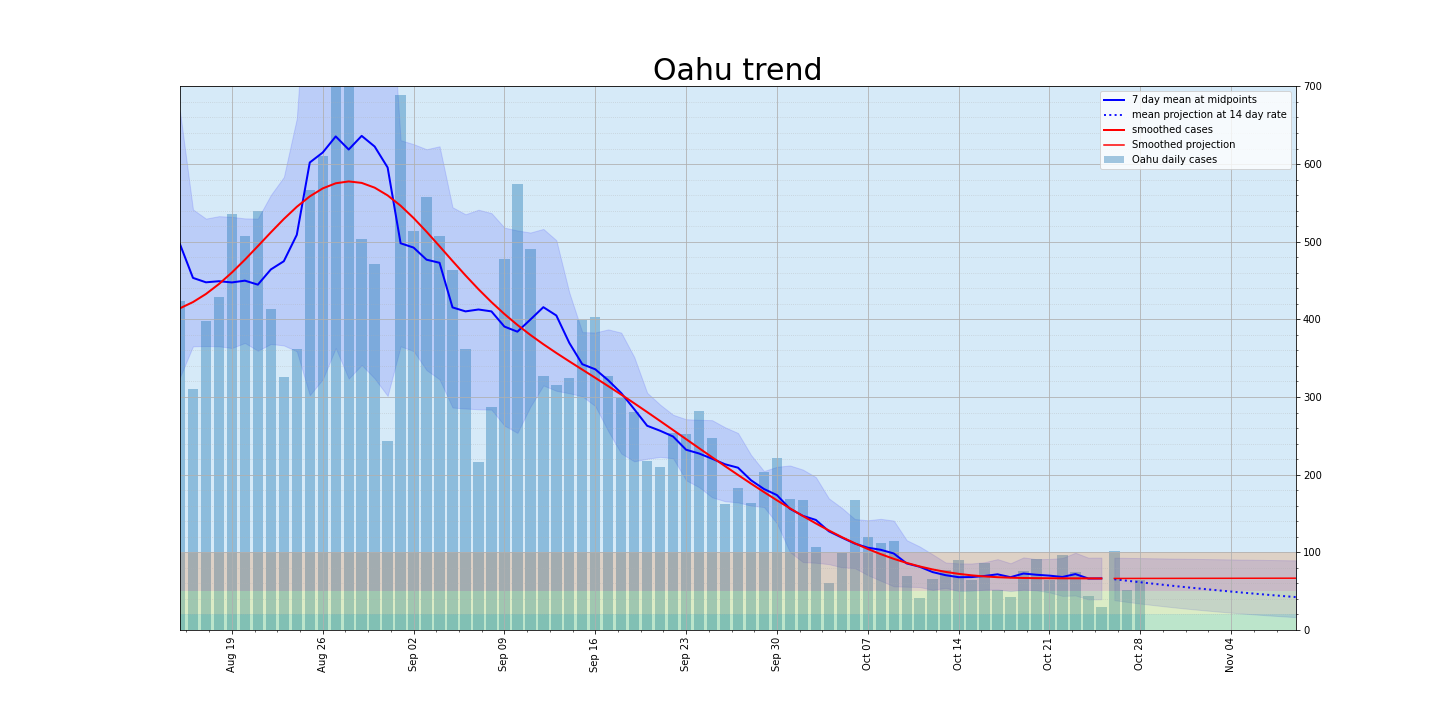 Oahu trend
7 day mean at midpoints
mean projection at 14 day rate
smoothed cases
Smoothed projection
Oahu daily cases
700
600
500
400
300
200
100
0
Aug 19
Aug 26
Sep 02
Sep 09
Sep 16
Sep 23
Sep 30
Oct 07
Oct 14
Oct 21
Oct 28
Nov 04